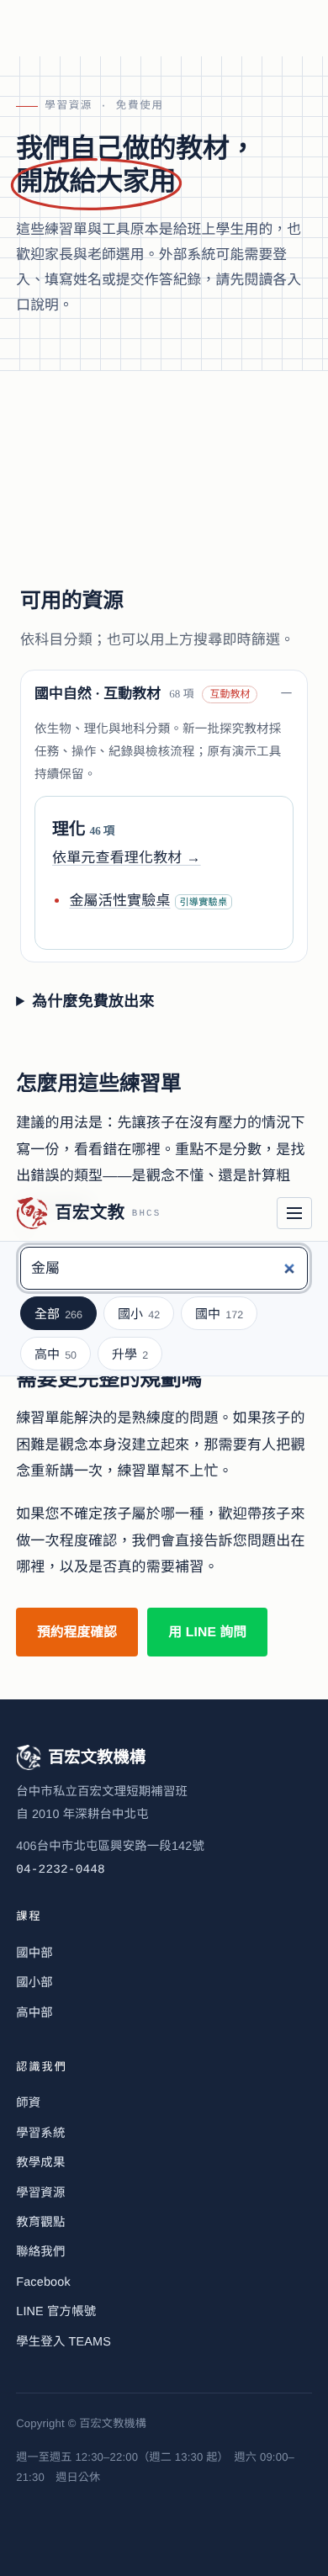 學習資源 · 免費使用
我們自己做的教材，
開放給大家用
這些練習單與工具原本是給班上學生用的，也
歡迎家長與老師選用。外部系統可能需要登
入、填寫姓名或提交作答紀錄，請先閱讀各入
口說明。
可用的資源
依科目分類；也可以用上方搜尋即時篩選。
國中自然 · 互動教材 68 項 互動教材
依生物、理化與地科分類。新一批探究教材採
任務、操作、紀錄與檢核流程；原有演示工具
持續保留。
理化 46 項
依單元查看理化教材 →
金屬活性實驗桌 引導實驗桌
為什麼免費放出來
怎麼用這些練習單
建議的用法是：先讓孩子在沒有壓力的情況下
寫一份，看看錯在哪裡。重點不是分數，是找
出錯誤的類型——是觀念不懂、還是計算粗
百宏文教 BHCS
金屬
全部 266 國小 42 國中 172
高中 50 升學 2
需要更完整的規劃嗎
練習單能解決的是熟練度的問題。如果孩子的
困難是觀念本身沒建立起來，那需要有人把觀
念重新講一次，練習單幫不上忙。
如果您不確定孩子屬於哪一種，歡迎帶孩子來
做一次程度確認，我們會直接告訴您問題出在
哪裡，以及是否真的需要補習。
預約程度確認 用 LINE 詢問
百宏文教機構
台中市私立百宏文理短期補習班
自 2010 年深耕台中北屯
406台中市北屯區興安路一段142號
04-2232-0448
課程
國中部
國小部
高中部
認識我們
師資
學習系統
教學成果
學習資源
教育觀點
聯絡我們
Facebook
LINE 官方帳號
學生登入 TEAMS
Copyright © 百宏文教機構
週一至週五 12:30–22:00（週二 13:30 起） 週六 09:00–
21:30 週日公休